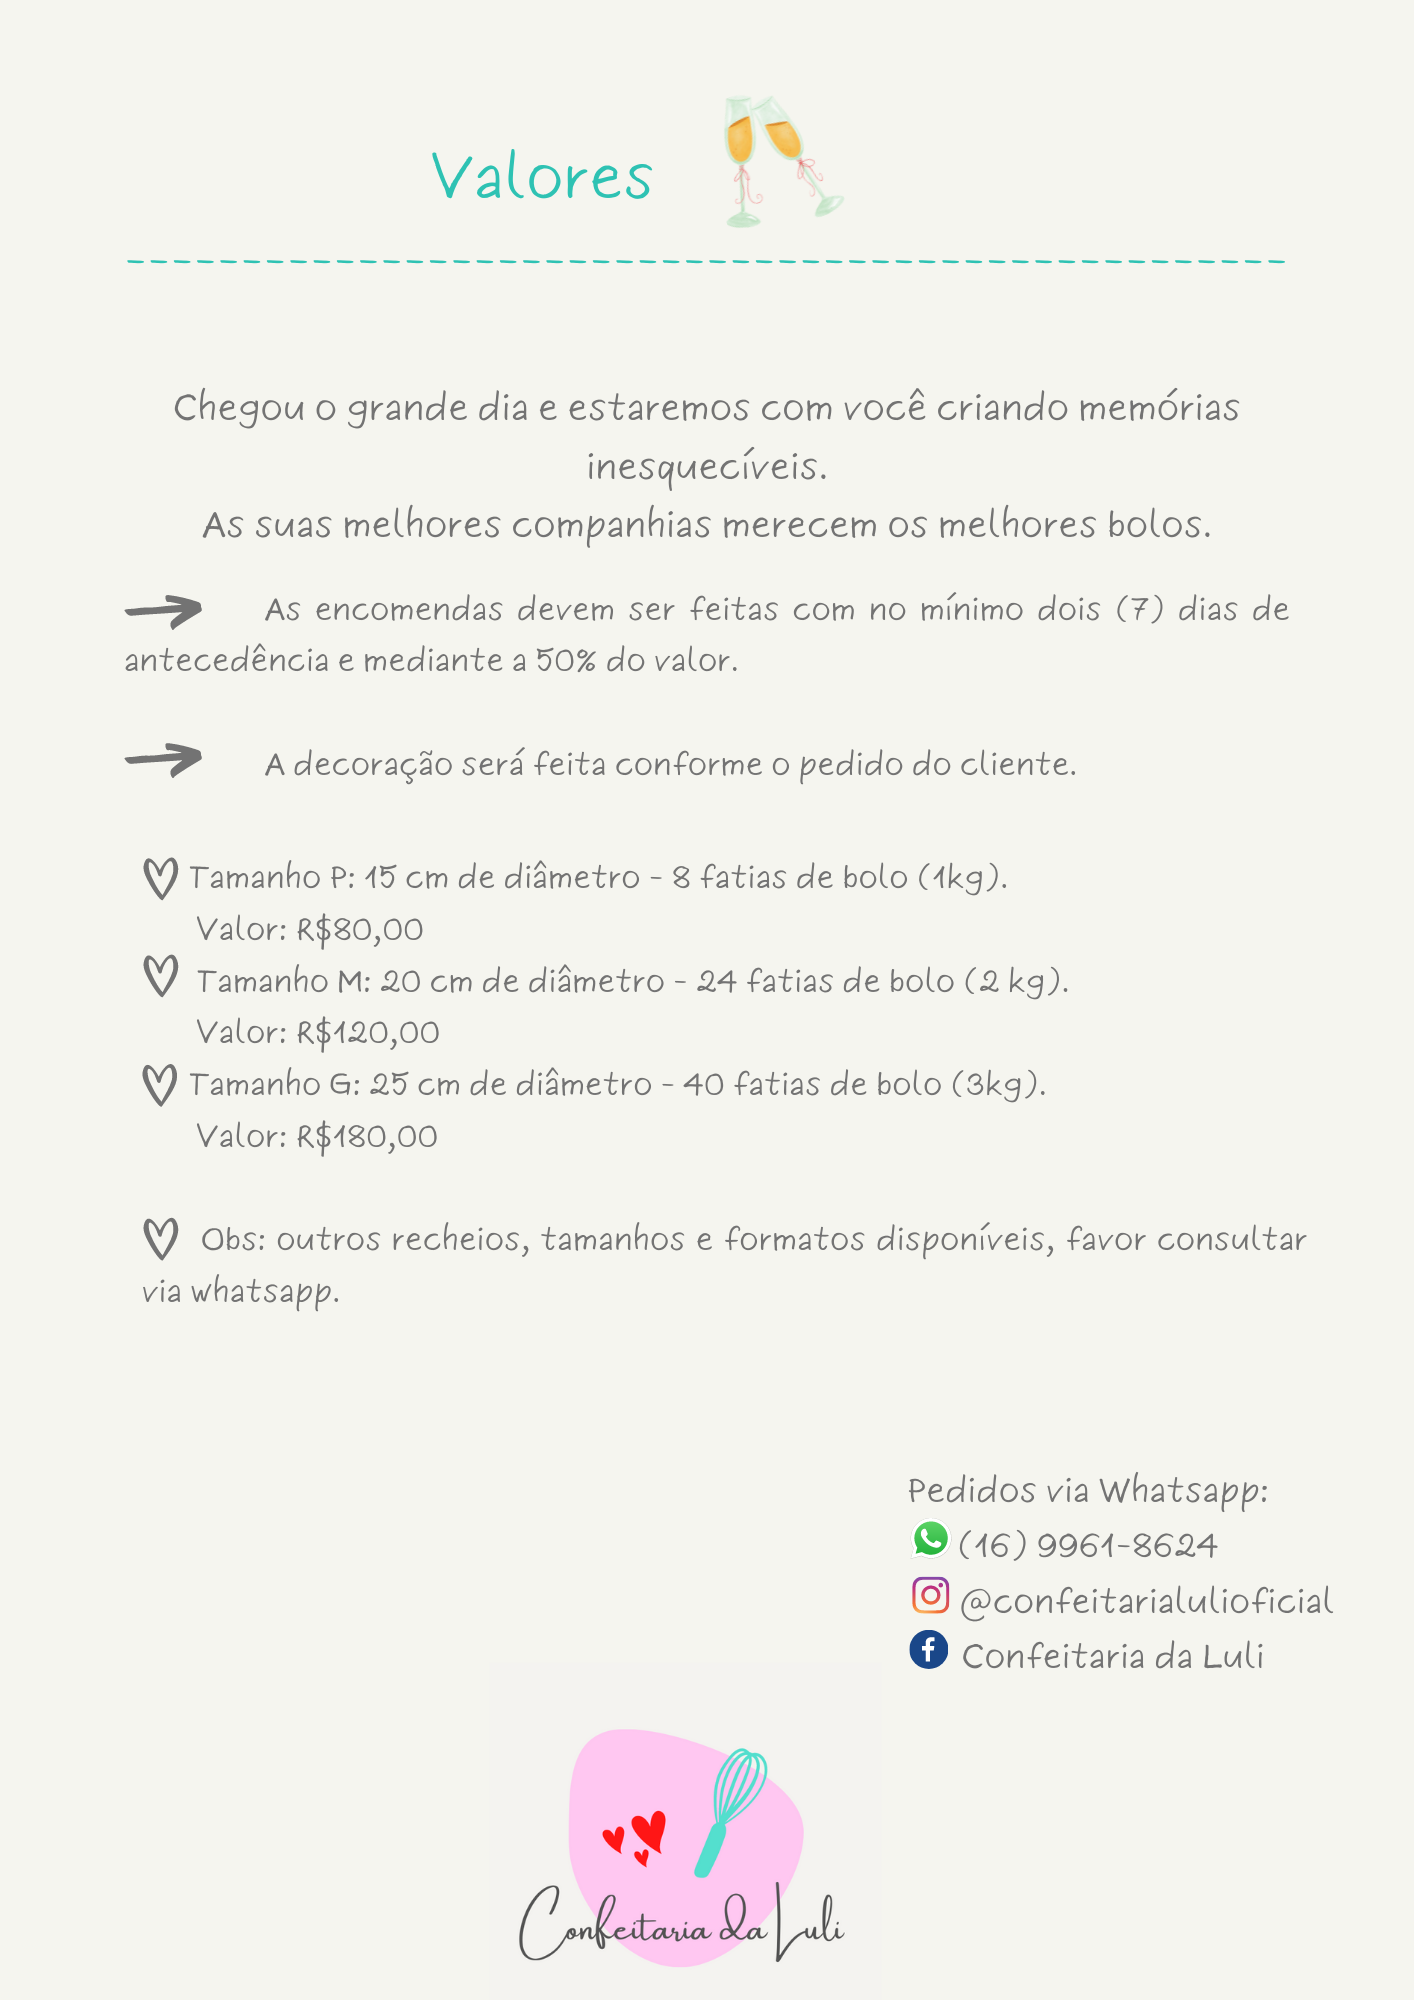 Valores
Chegou o grande dia e estaremos com você criando memórias
inesquecíveis.
As suas melhores companhias merecem os melhores bolos.
As encomendas devem ser feitas com no mínimo dois (7) dias de
antecedência e mediante a 50% do valor.
A decoração será feita conforme o pedido do cliente.
Tamanho P: 15 cm de diâmetro - 8 fatias de bolo (1kg).
Valor: R$80,00
Tamanho M: 20 cm de diâmetro - 24 fatias de bolo (2 kg).
Valor: R$120,00
Tamanho G: 25 cm de diâmetro - 40 fatias de bolo (3kg).
Valor: R$180,00
Obs: outros recheios, tamanhos e formatos disponíveis, favor consultar
via whatsapp.
Pedidos via Whatsapp:
(16) 9961-8624
@confeitarialulioficial
Confeitaria da Luli
Confeitaria da Luli